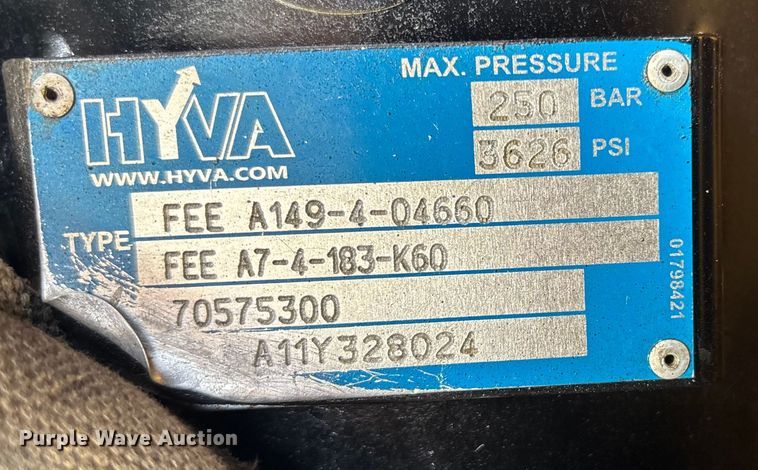 MAX. PRESSURE
HYVA
250 BAR
3626 PSI
WWW.HYVA.COM
FEE A149-4-04660
TYPE
FEE A7-4-183-K60
70575300
A11Y328024
01798421
Purple Wave Auction